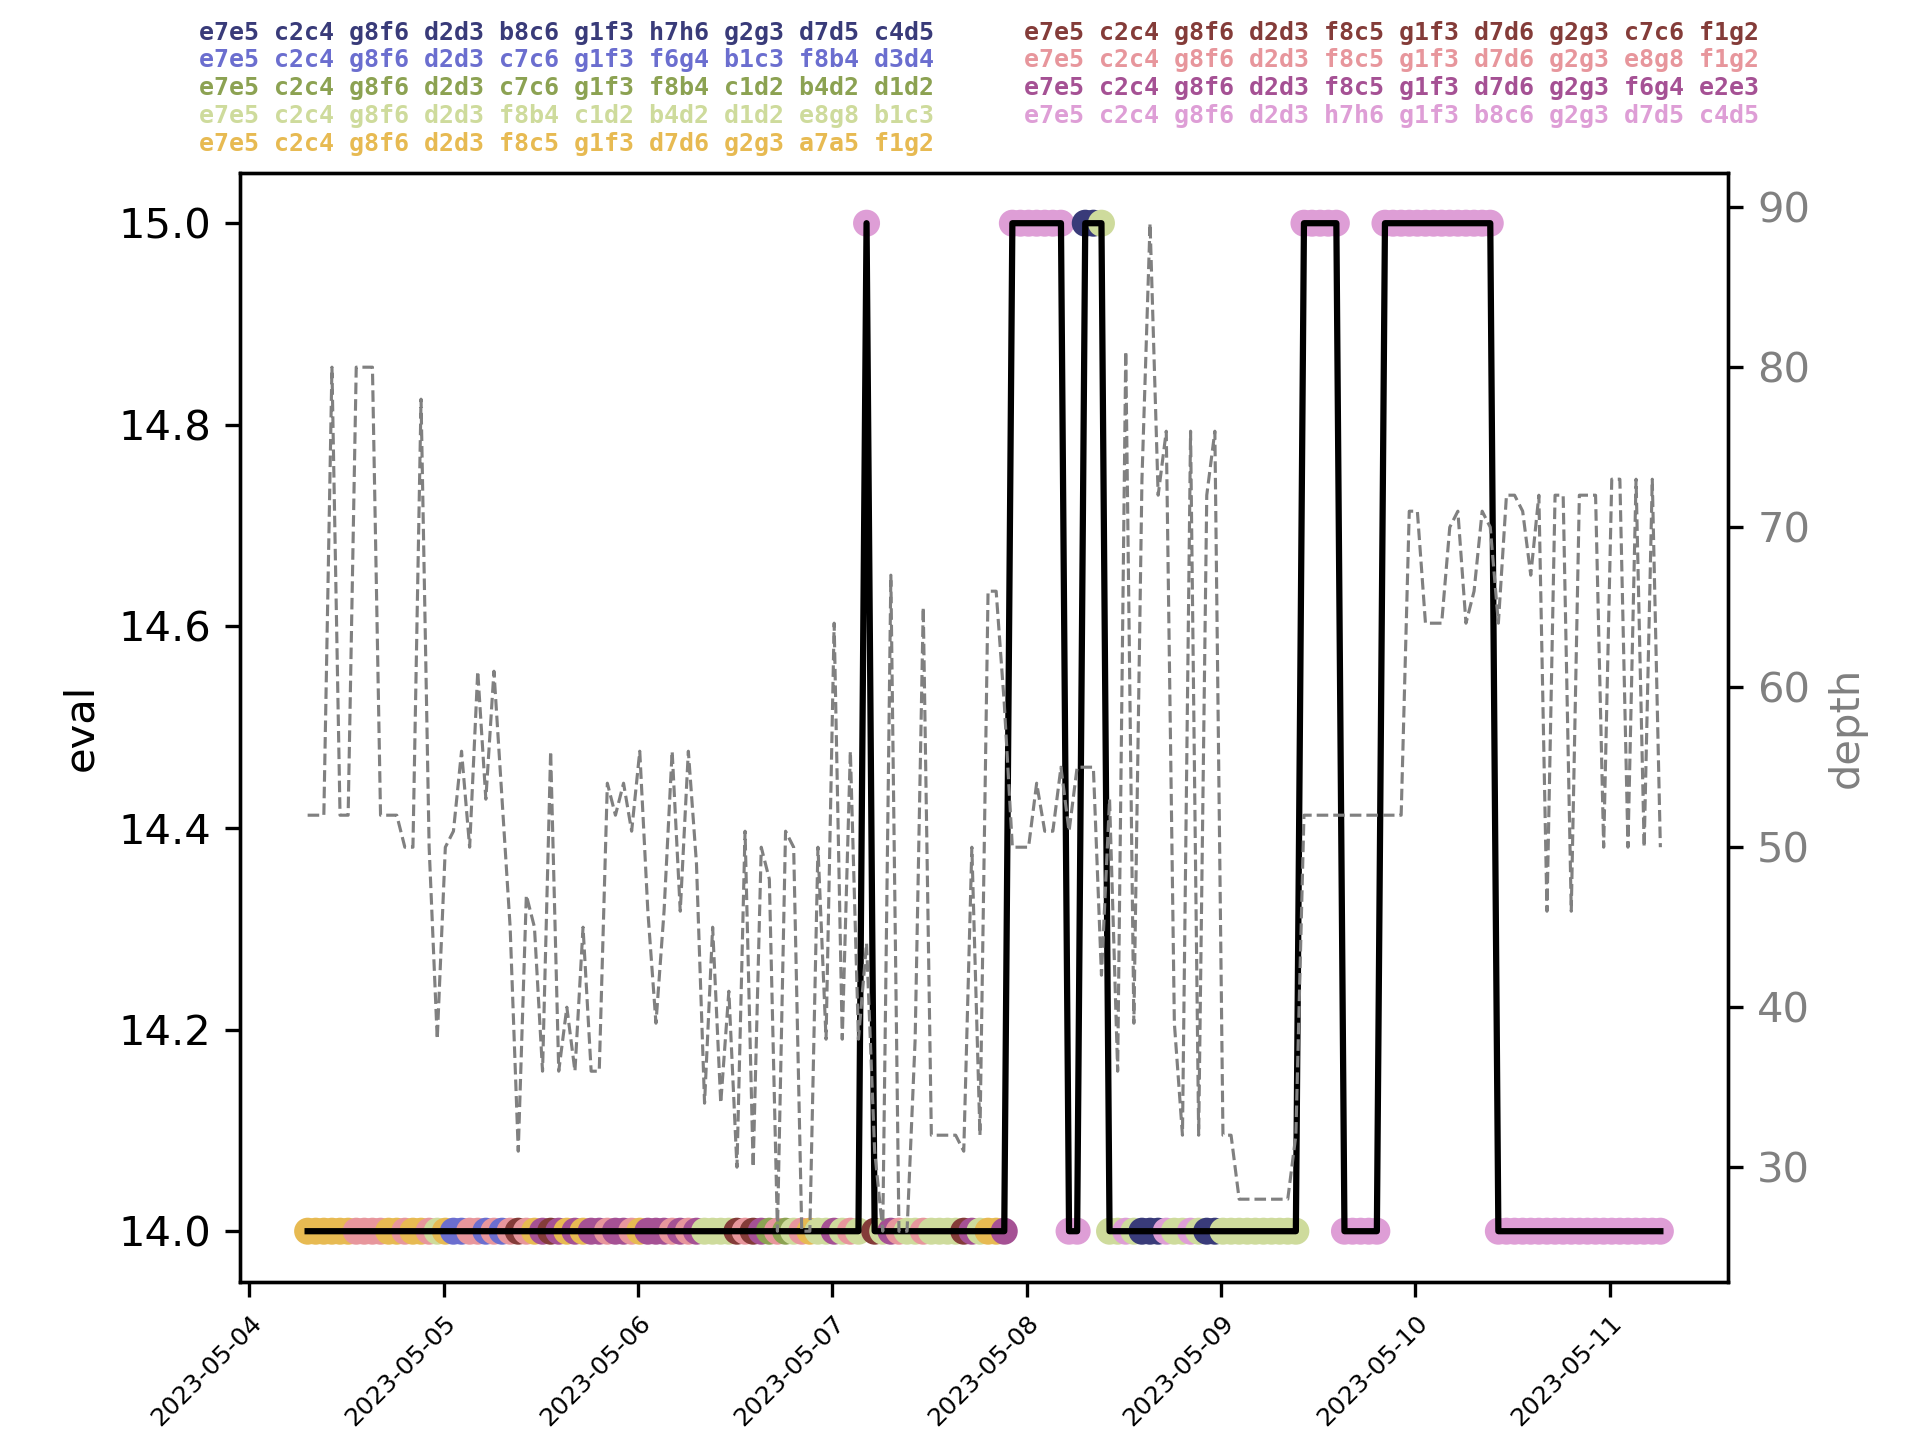 e7e5 c2c4 g8f6 d2d3 b8c6 g1f3 h7h6 g2g3 d7d5 c4d5
e7e5 c2c4 g8f6 d2d3 c7c6 g1f3 f6g4 b1c3 f8b4 d3d4
e7e5 c2c4 g8f6 d2d3 c7c6 g1f3 f8b4 c1d2 b4d2 d1d2
e7e5 c2c4 g8f6 d2d3 f8b4 c1d2 b4d2 d1d2 e8g8 b1c3
e7e5 c2c4 g8f6 d2d3 f8c5 g1f3 d7d6 g2g3 a7a5 f1g2
e7e5 c2c4 g8f6 d2d3 f8c5 g1f3 d7d6 g2g3 c7c6 f1g2
e7e5 c2c4 g8f6 d2d3 f8c5 g1f3 d7d6 g2g3 e8g8 f1g2
e7e5 c2c4 g8f6 d2d3 f8c5 g1f3 d7d6 g2g3 f6g4 e2e3
e7e5 c2c4 g8f6 d2d3 h7h6 g1f3 b8c6 g2g3 d7d5 c4d5
15.0
14.8
14.6
14.4
14.2
14.0
eval
90
80
70
60
50
40
30
depth
2023-05-04
2023-05-05
2023-05-06
2023-05-07
2023-05-08
2023-05-09
2023-05-10
2023-05-11